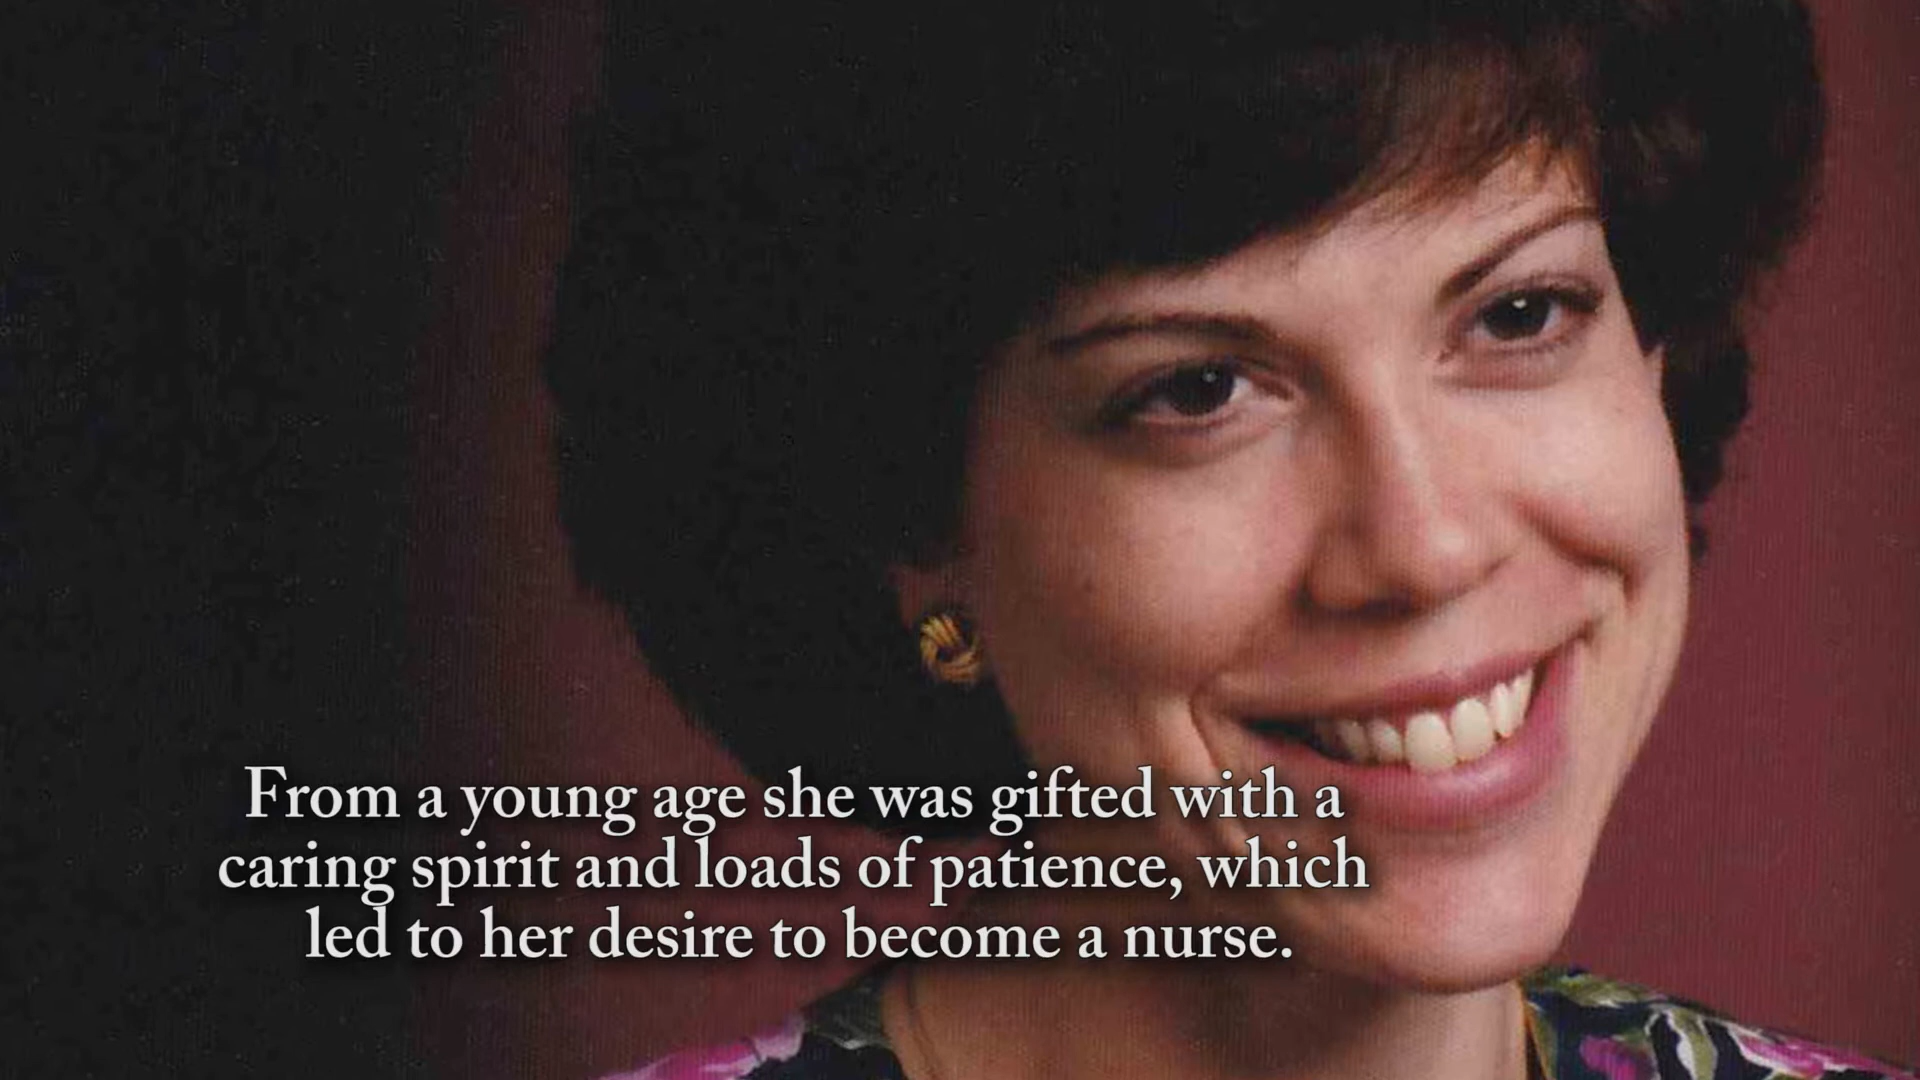 From a young age she was gifted with a
caring spirit and loads of patience, which
led to her desire to become a nurse.